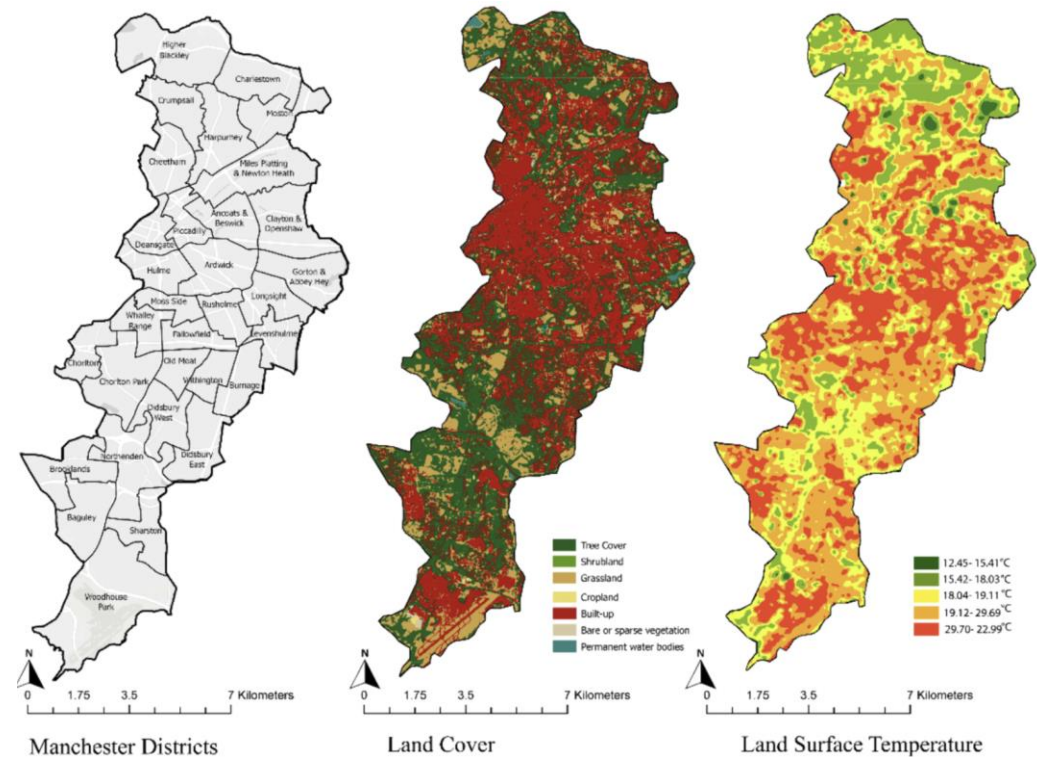 Higher
Blackley
Charlestown
Crumpsall
Moston
Harpurhey
Cheetham
Miles Platting
& Newton Heath
Ancoats &
Beswick
Clayton &
Openshaw
Piccadilly
Deansgate
Hulme
Ardwick
Gorton &
Abbey Hey
Moss Side
Rusholme
Longsight
Whalley
Range
Fallowfield
Levenshulme
Chorlton
Old Moat
Chorlton Park
Withington
Burnage
Didsbury
West
Northenden
Didsbury
East
Brooklands
Baguley
Sharston
Woodhouse
Park
N
0 1.75 3.5 7 Kilometers
Manchester Districts
Tree Cover
Shrubland
Grassland
Cropland
Built-up
Bare or sparse vegetation
Permanent water bodies
N
0 1.75 3.5 7 Kilometers
Land Cover
12.45- 15.41°C
15.42- 18.03°C
18.04- 19.11°C
19.12- 29.69°C
29.70- 22.99°C
N
0 1.75 3.5 7 Kilometers
Land Surface Temperature